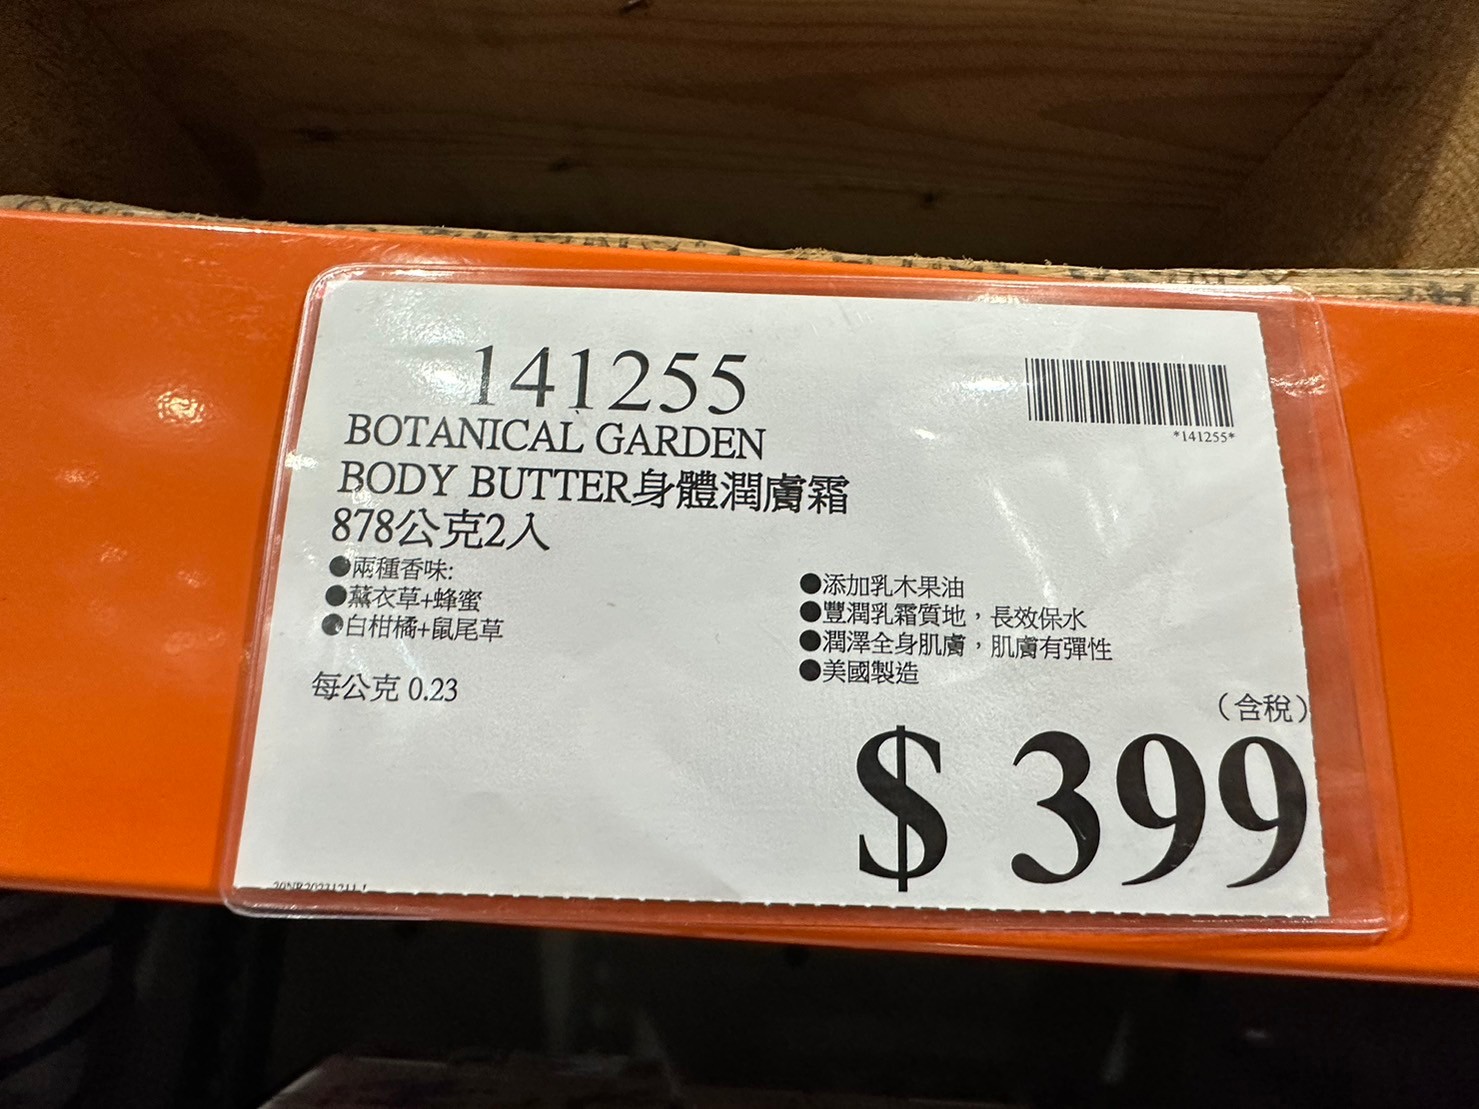 141255
*141255*
BOTANICAL GARDEN
BODY BUTTER身體潤膚霜
878公克2入
●兩種香味:
●薰衣草+蜂蜜
●白柑橘+鼠尾草
●添加乳木果油
●豐潤乳霜質地，長效保水
●潤澤全身肌膚，肌膚有彈性
●美國製造
每公克 0.23
（含稅）
$ 399